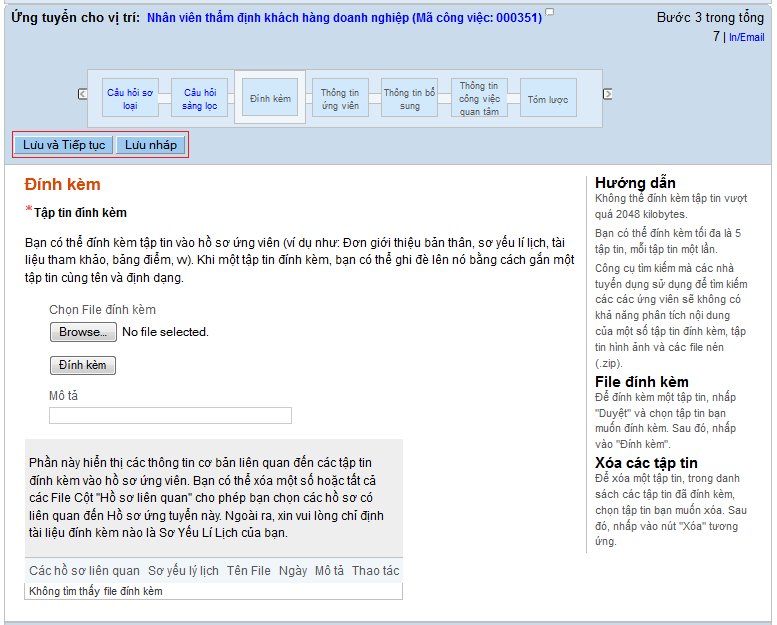 Ứng tuyển cho vị trí: Nhân viên thẩm định khách hàng doanh nghiệp (Mã công việc: 000351)
Bước 3 trong tổng
7 | In/Email
Câu hỏi sơ
loại
Câu hỏi
sàng lọc
Đính kèm
Thông tin
ứng viên
Thông tin bổ
sung
Thông tin
công việc
quan tâm
Tóm lược
Lưu và Tiếp tục
Lưu nháp
Đính kèm
*Tập tin đính kèm
Bạn có thể đính kèm tập tin vào hồ sơ ứng viên (ví dụ như: Đơn giới thiệu bản thân, sơ yếu lí lịch, tài
liệu tham khảo, bảng điểm, vv). Khi một tập tin đính kèm, bạn có thể ghi đè lên nó bằng cách gắn một
tập tin cùng tên và định dạng.
Chọn File đính kèm
Browse... No file selected.
Đính kèm
Mô tả
Phần này hiển thị các thông tin cơ bản liên quan đến các tập tin
đính kèm vào hồ sơ ứng viên. Bạn có thể xóa một số hoặc tất cả
các File Cột "Hồ sơ liên quan" cho phép bạn chọn các hồ sơ có
liên quan đến Hồ sơ ứng tuyển này. Ngoài ra, xin vui lòng chỉ định
tài liệu đính kèm nào là Sơ Yếu Lí Lịch của bạn.
Các hồ sơ liên quan Sơ yếu lý lịch Tên File Ngày Mô tả Thao tác
Không tìm thấy file đính kèm
Hướng dẫn
Không thể đính kèm tập tin vượt
quá 2048 kilobytes.
Bạn có thể đính kèm tối đa là 5
tập tin, mỗi tập tin một lần.
Công cụ tìm kiếm mà các nhà
tuyển dụng sử dụng để tìm kiếm
các các ứng viên sẽ không có
khả năng phân tích nội dung
của một số tập tin đính kèm, tập
tin hình ảnh và các file nén
(.zip).
File đính kèm
Để đính kèm một tập tin, nhấp
"Duyệt" và chọn tập tin bạn
muốn đính kèm. Sau đó, nhấp
vào "Đính kèm".
Xóa các tập tin
Để xóa một tập tin, trong danh
sách các tập tin đã đính kèm,
chọn tập tin bạn muốn xóa. Sau
đó, nhấp vào nút "Xóa" tương
ứng.